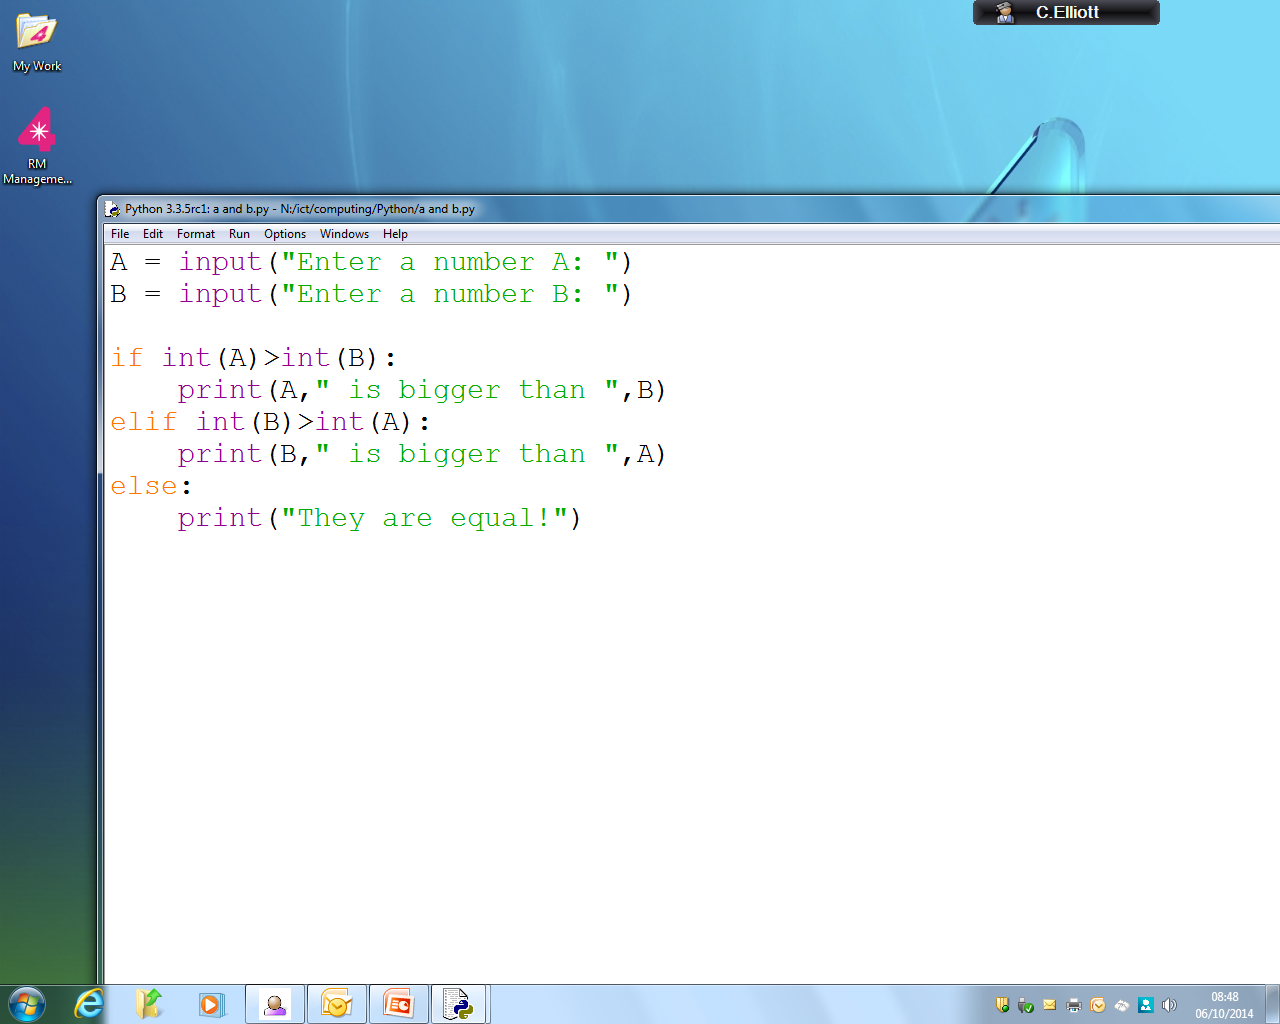 C.Elliott
My Work
RM
Manageme...
Python 3.3.5rc1: a and b.py - N:/ict/computing/Python/a and b.py
File Edit Format Run Options Windows Help
A = input("Enter a number A: ")
B = input("Enter a number B: ")
if int(A)>int(B):
    print(A," is bigger than ",B)
elif int(B)>int(A):
    print(B," is bigger than ",A)
else:
    print("They are equal!")
08:48
06/10/2014